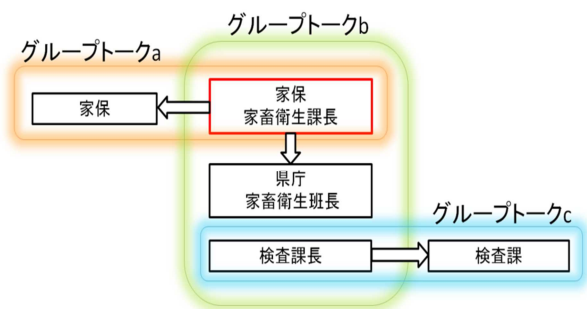 グループトークb
グループトークa
家保
家保
家畜衛生課長
県庁
家畜衛生班長
グループトークc
検査課長
検査課